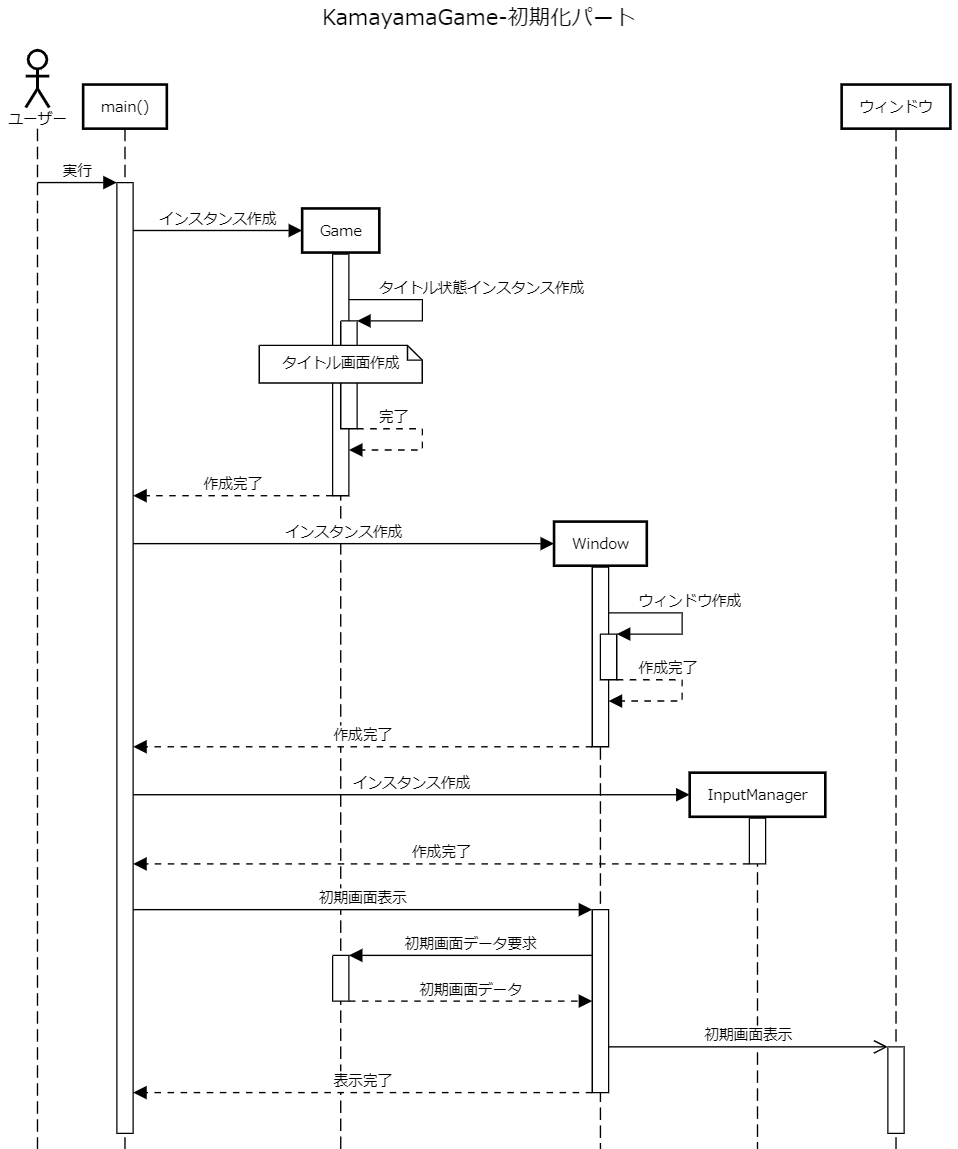 KamayamaGame-初期化パート
ユーザー
main()
ウィンドウ
実行
インスタンス作成
Game
タイトル状態インスタンス作成
タイトル画面作成
完了
作成完了
インスタンス作成
Window
ウィンドウ作成
作成完了
作成完了
インスタンス作成
InputManager
作成完了
初期画面表示
初期画面データ要求
初期画面データ
初期画面表示
表示完了